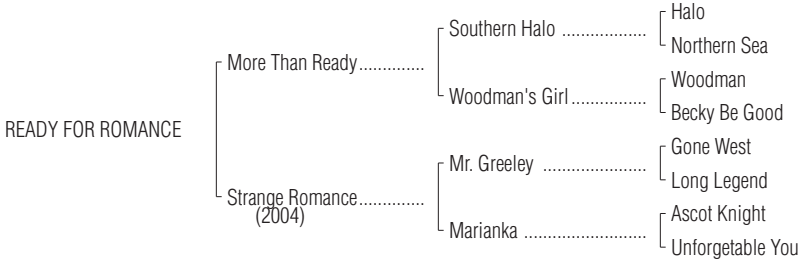 Halo
Southern Halo ..................
Northern Sea
More Than Ready..............
Woodman
Woodman's Girl................
Becky Be Good
READY FOR ROMANCE
Gone West
Mr. Greeley ......................
Long Legend
Strange Romance..............
(2004)
Ascot Knight
Marianka ..........................
Unforgetable You